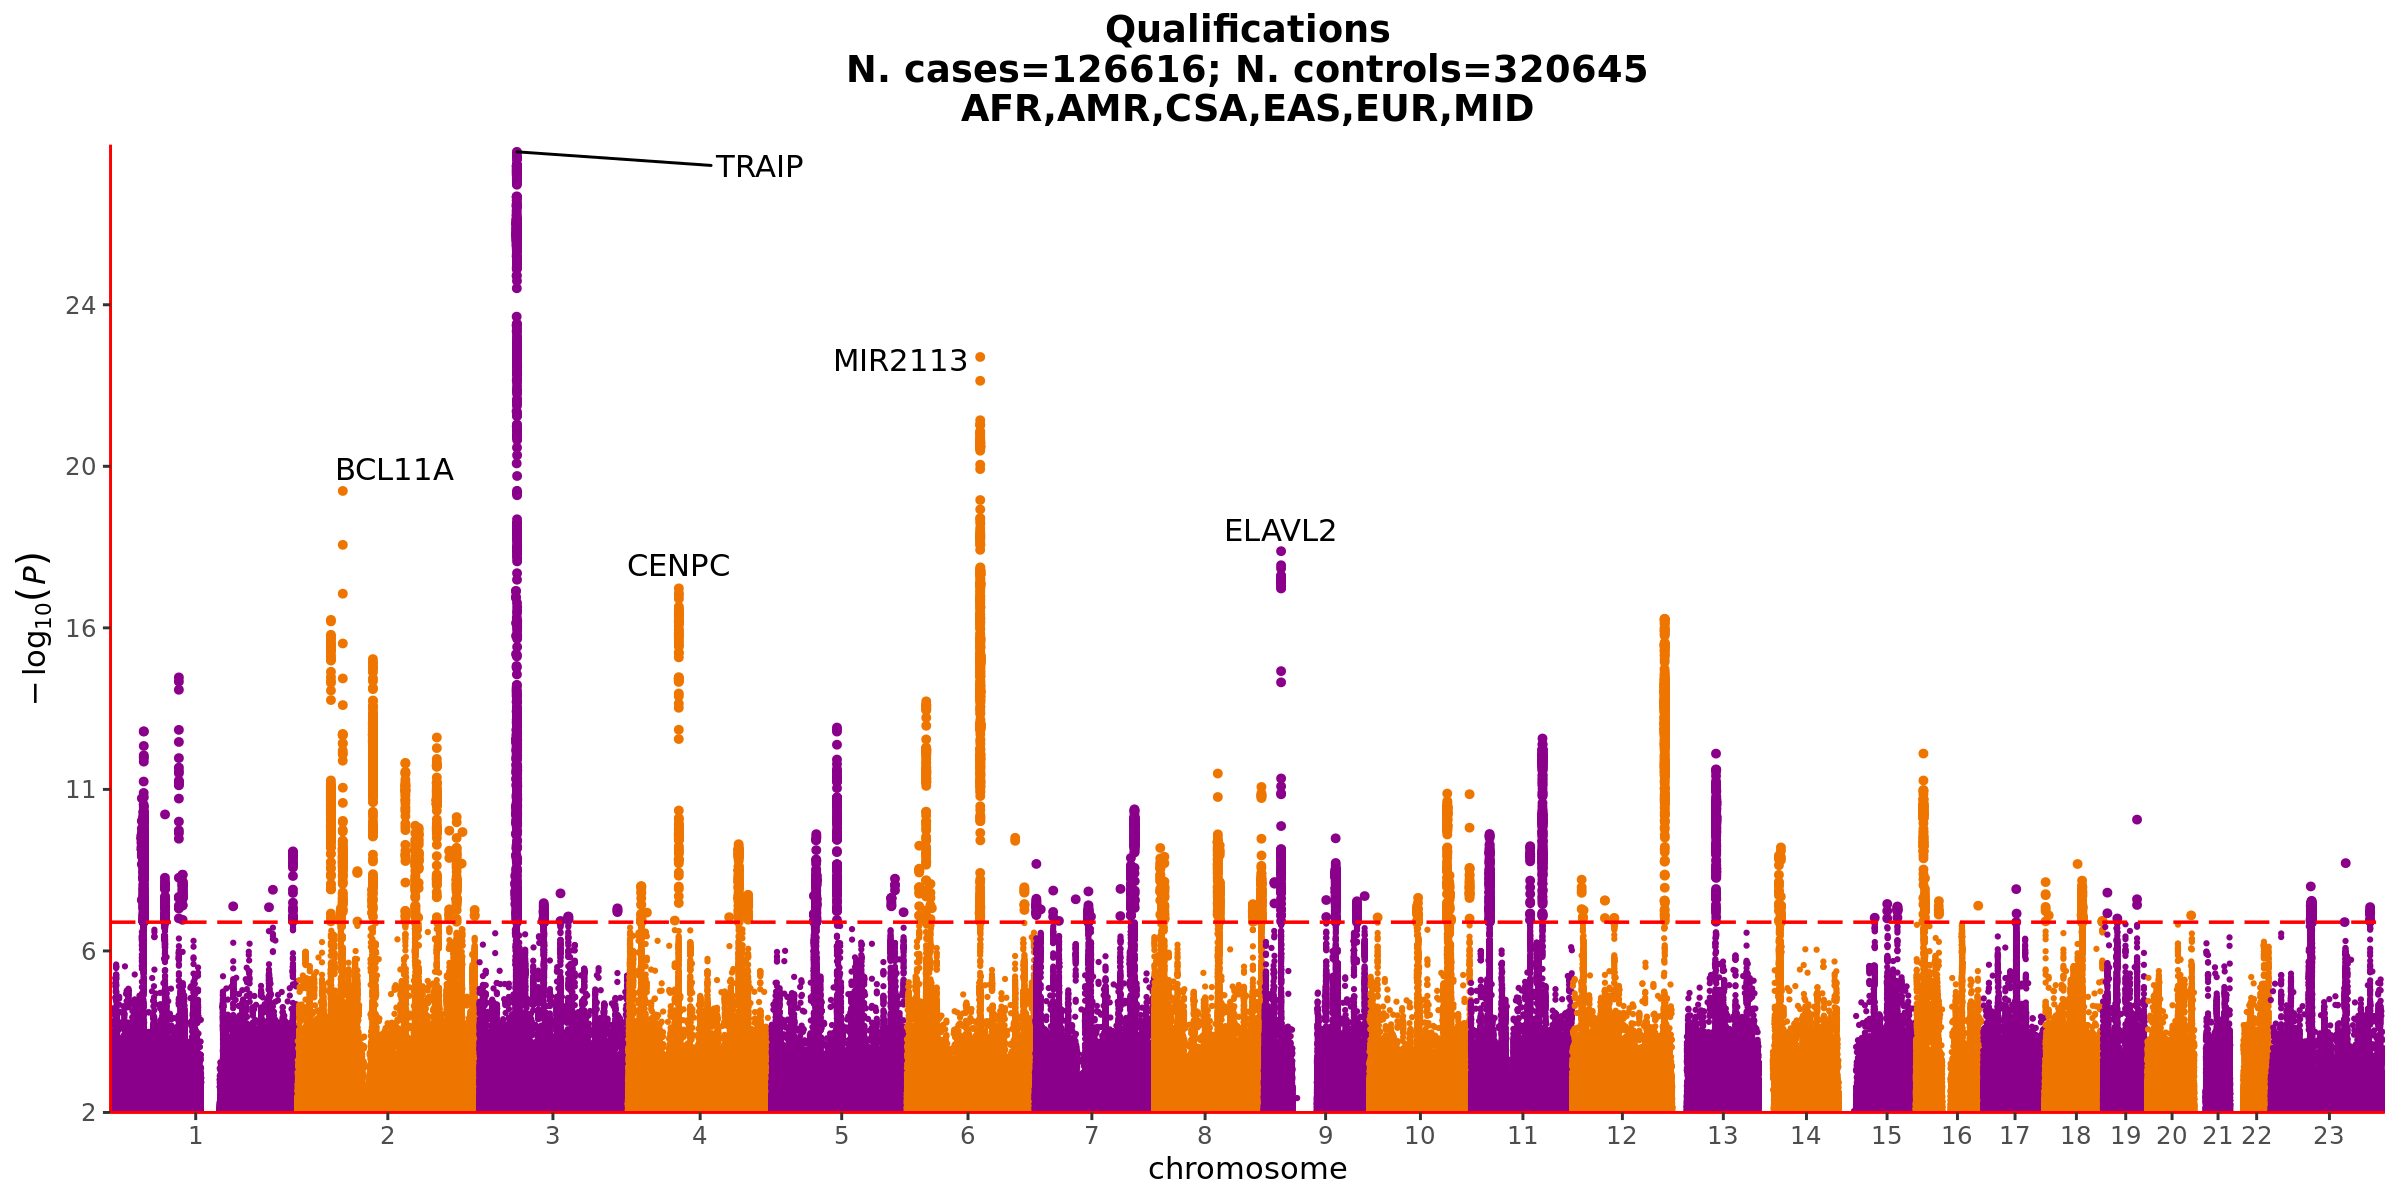 Qualifications
N. cases=126616; N. controls=320645
AFR,AMR,CSA,EAS,EUR,MID
TRAIP
MIR2113
BCL11A
ELAVL2
CENPC
24
20
16
11
6
2
−log10(P)
1 2 3 4 5 6 7 8 9 10 11 12 13 14 15 16 17 18 19 20 21 22 23
chromosome